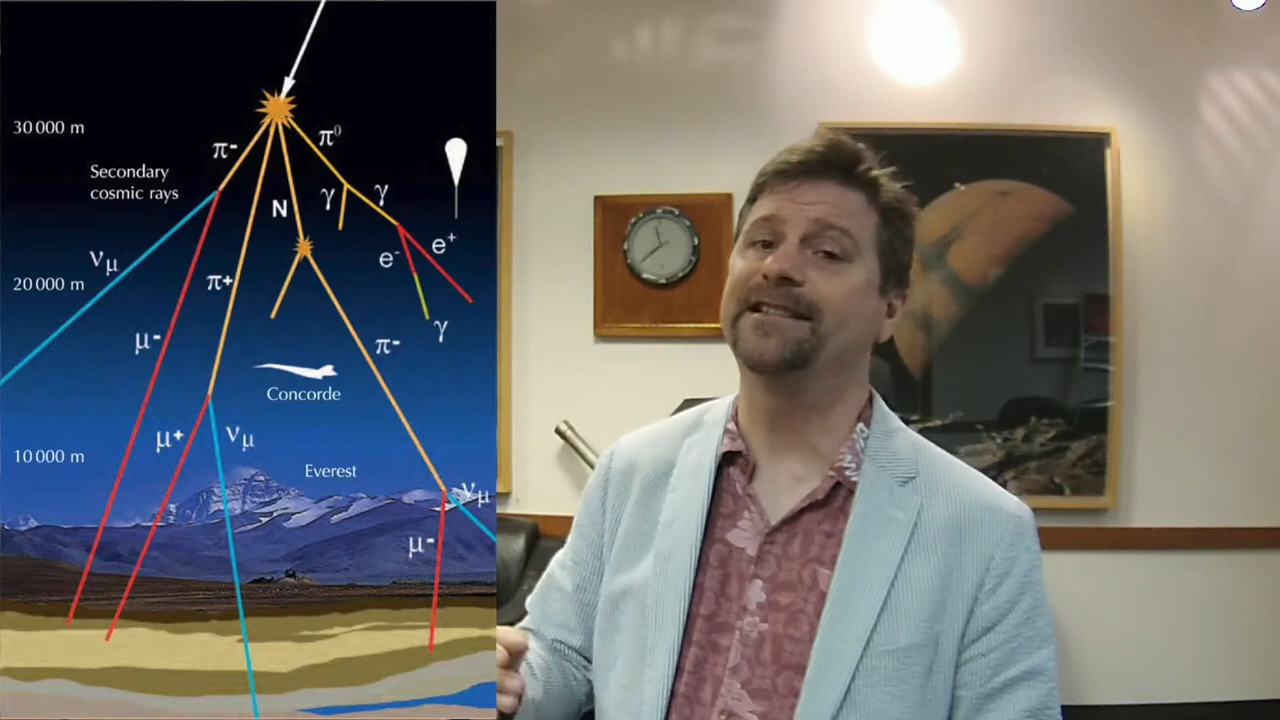 30 000 m
π-
π⁰
Secondary
cosmic rays
N
γ
γ
νμ
20 000 m
π+
e-
e+
γ
μ-
π-
Concorde
μ+
νμ
10 000 m
Everest
νμ
μ-